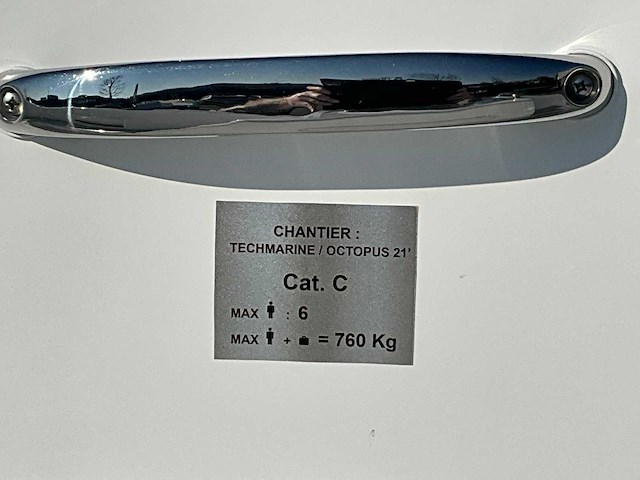 CHANTIER :
TECHMARINE / OCTOPUS 21'
Cat. C
MAX : 6
MAX + = 760 Kg